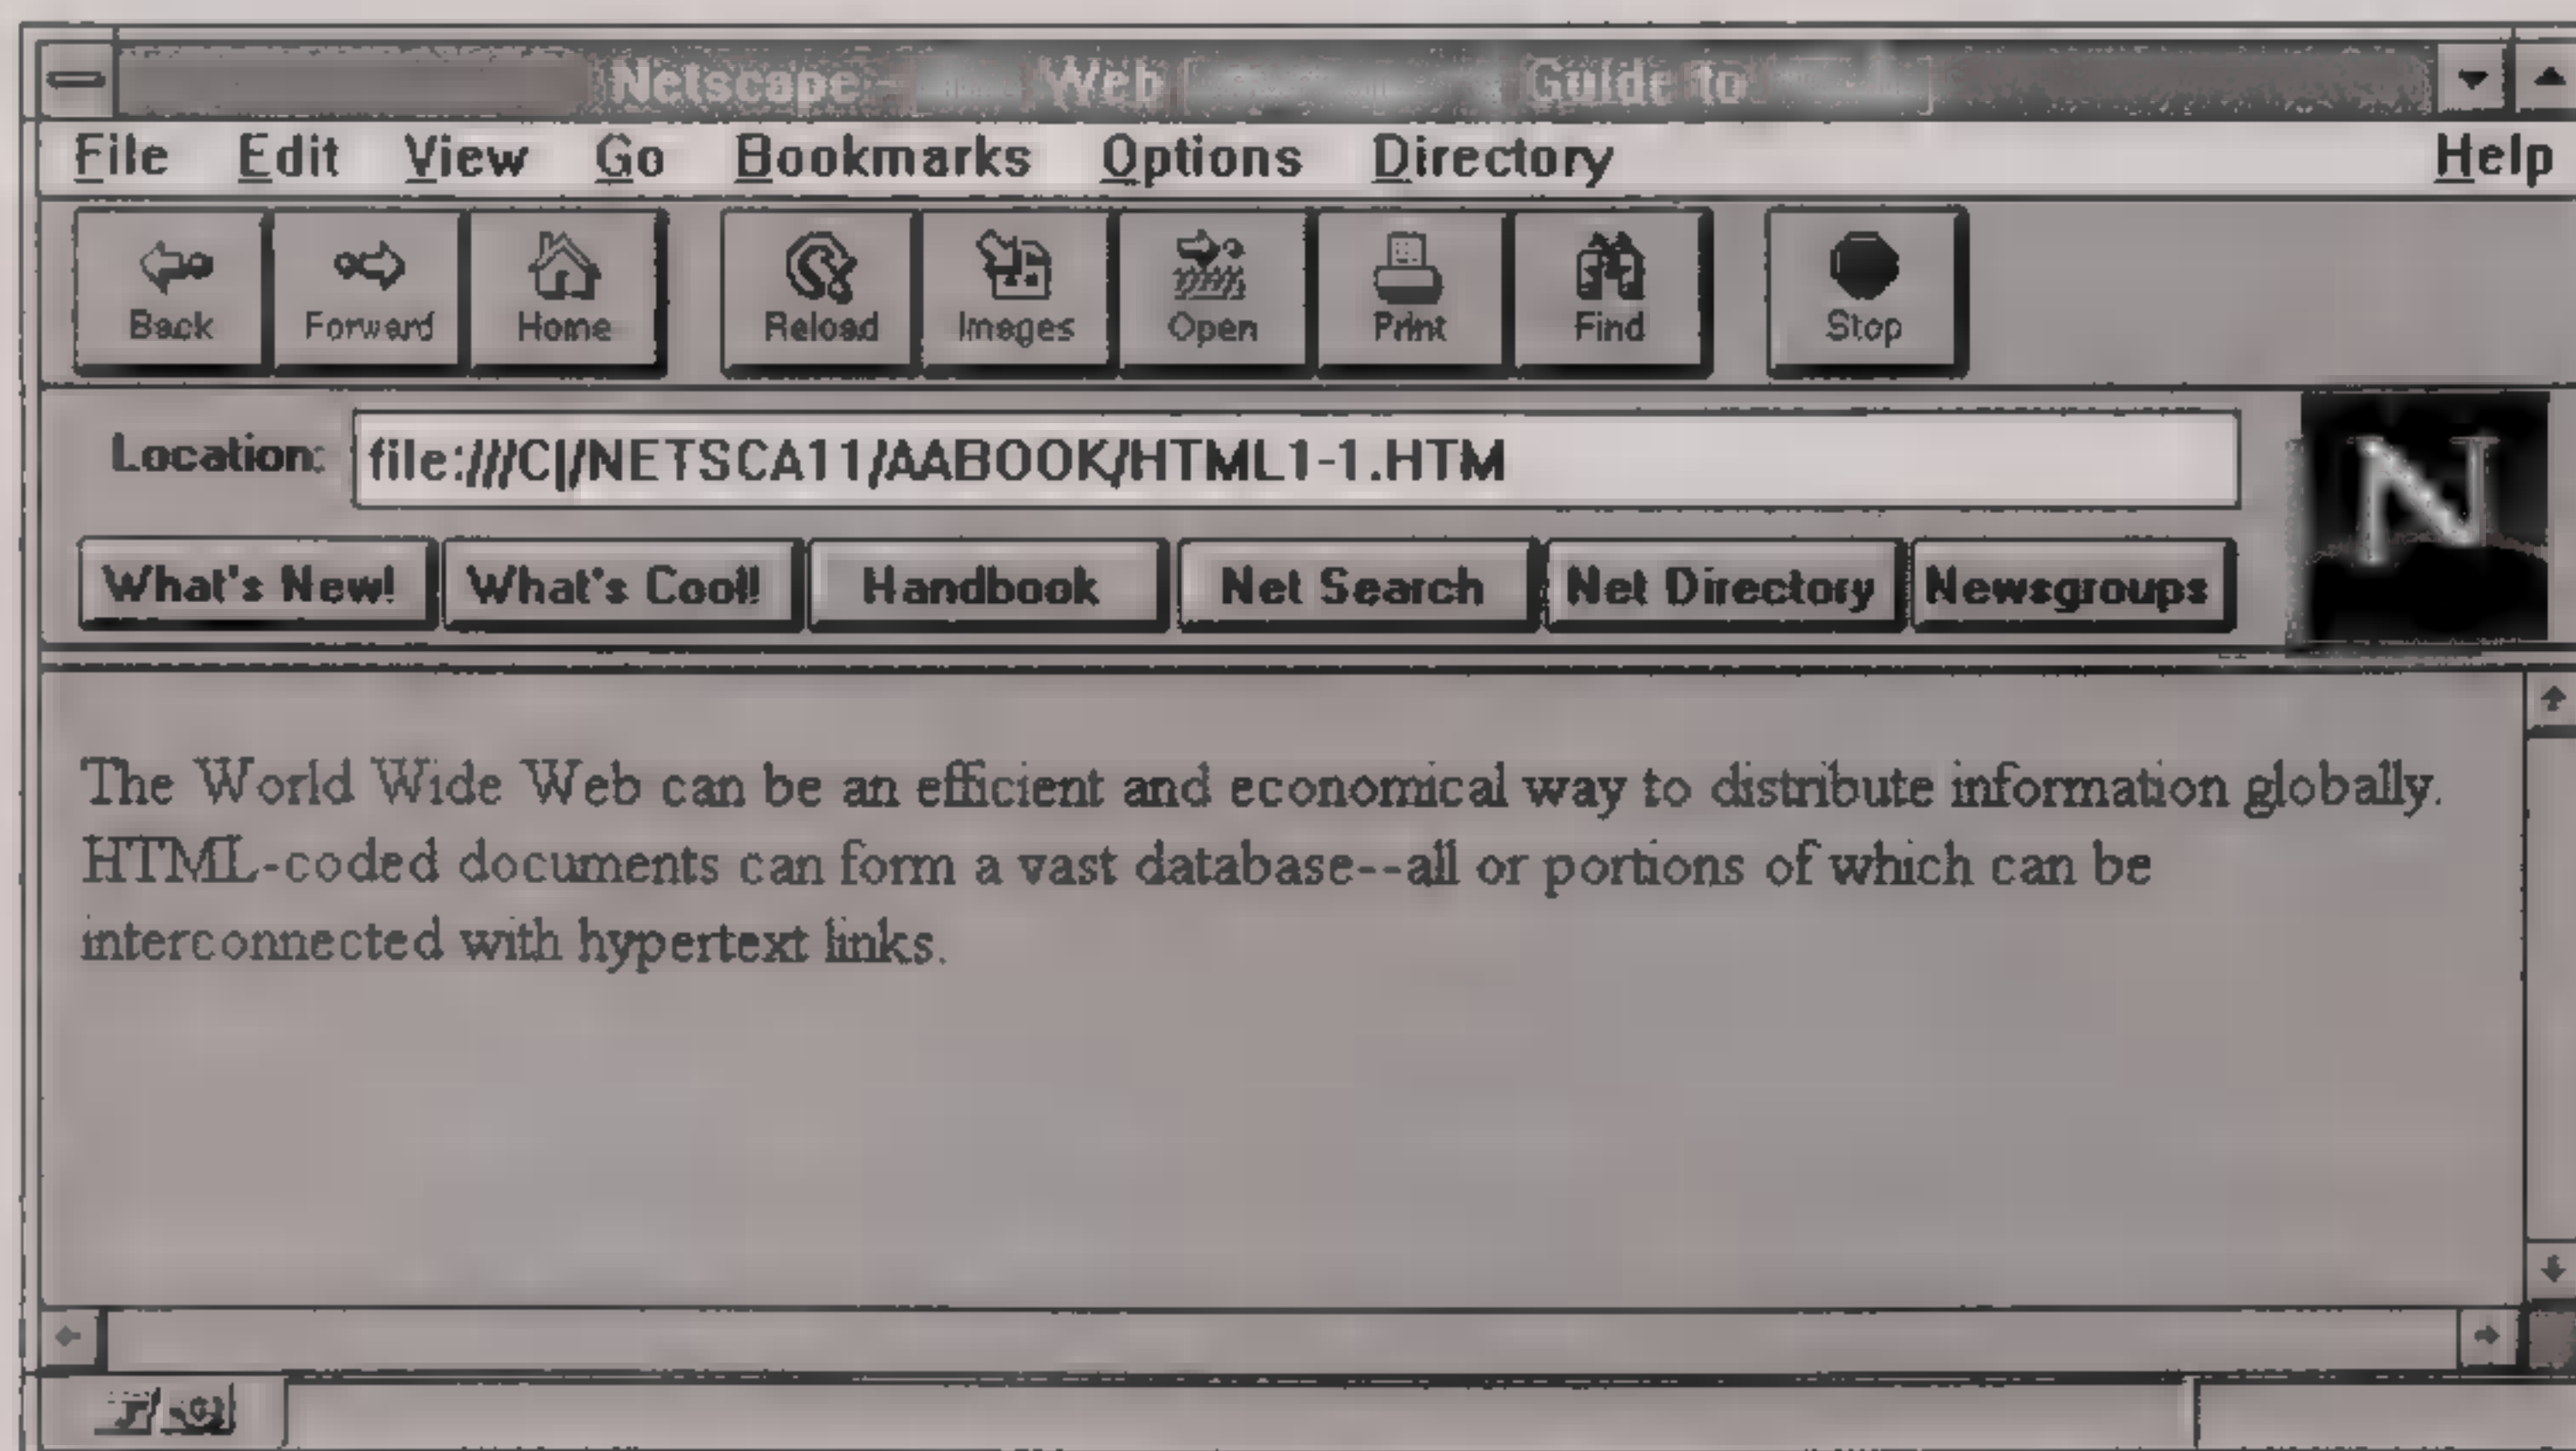 Netscape - Web Guide to
File Edit View Go Bookmarks Options Directory Help
Back Forward Home Reload Images Open Print Find Stop
Location: file:///C|/NETSCA11/AABOOK/HTML1-1.HTM
N
What's New! What's Cool! Handbook Net Search Net Directory Newsgroups
The World Wide Web can be an efficient and economical way to distribute information globally.
HTML-coded documents can form a vast database--all or portions of which can be
interconnected with hypertext links.